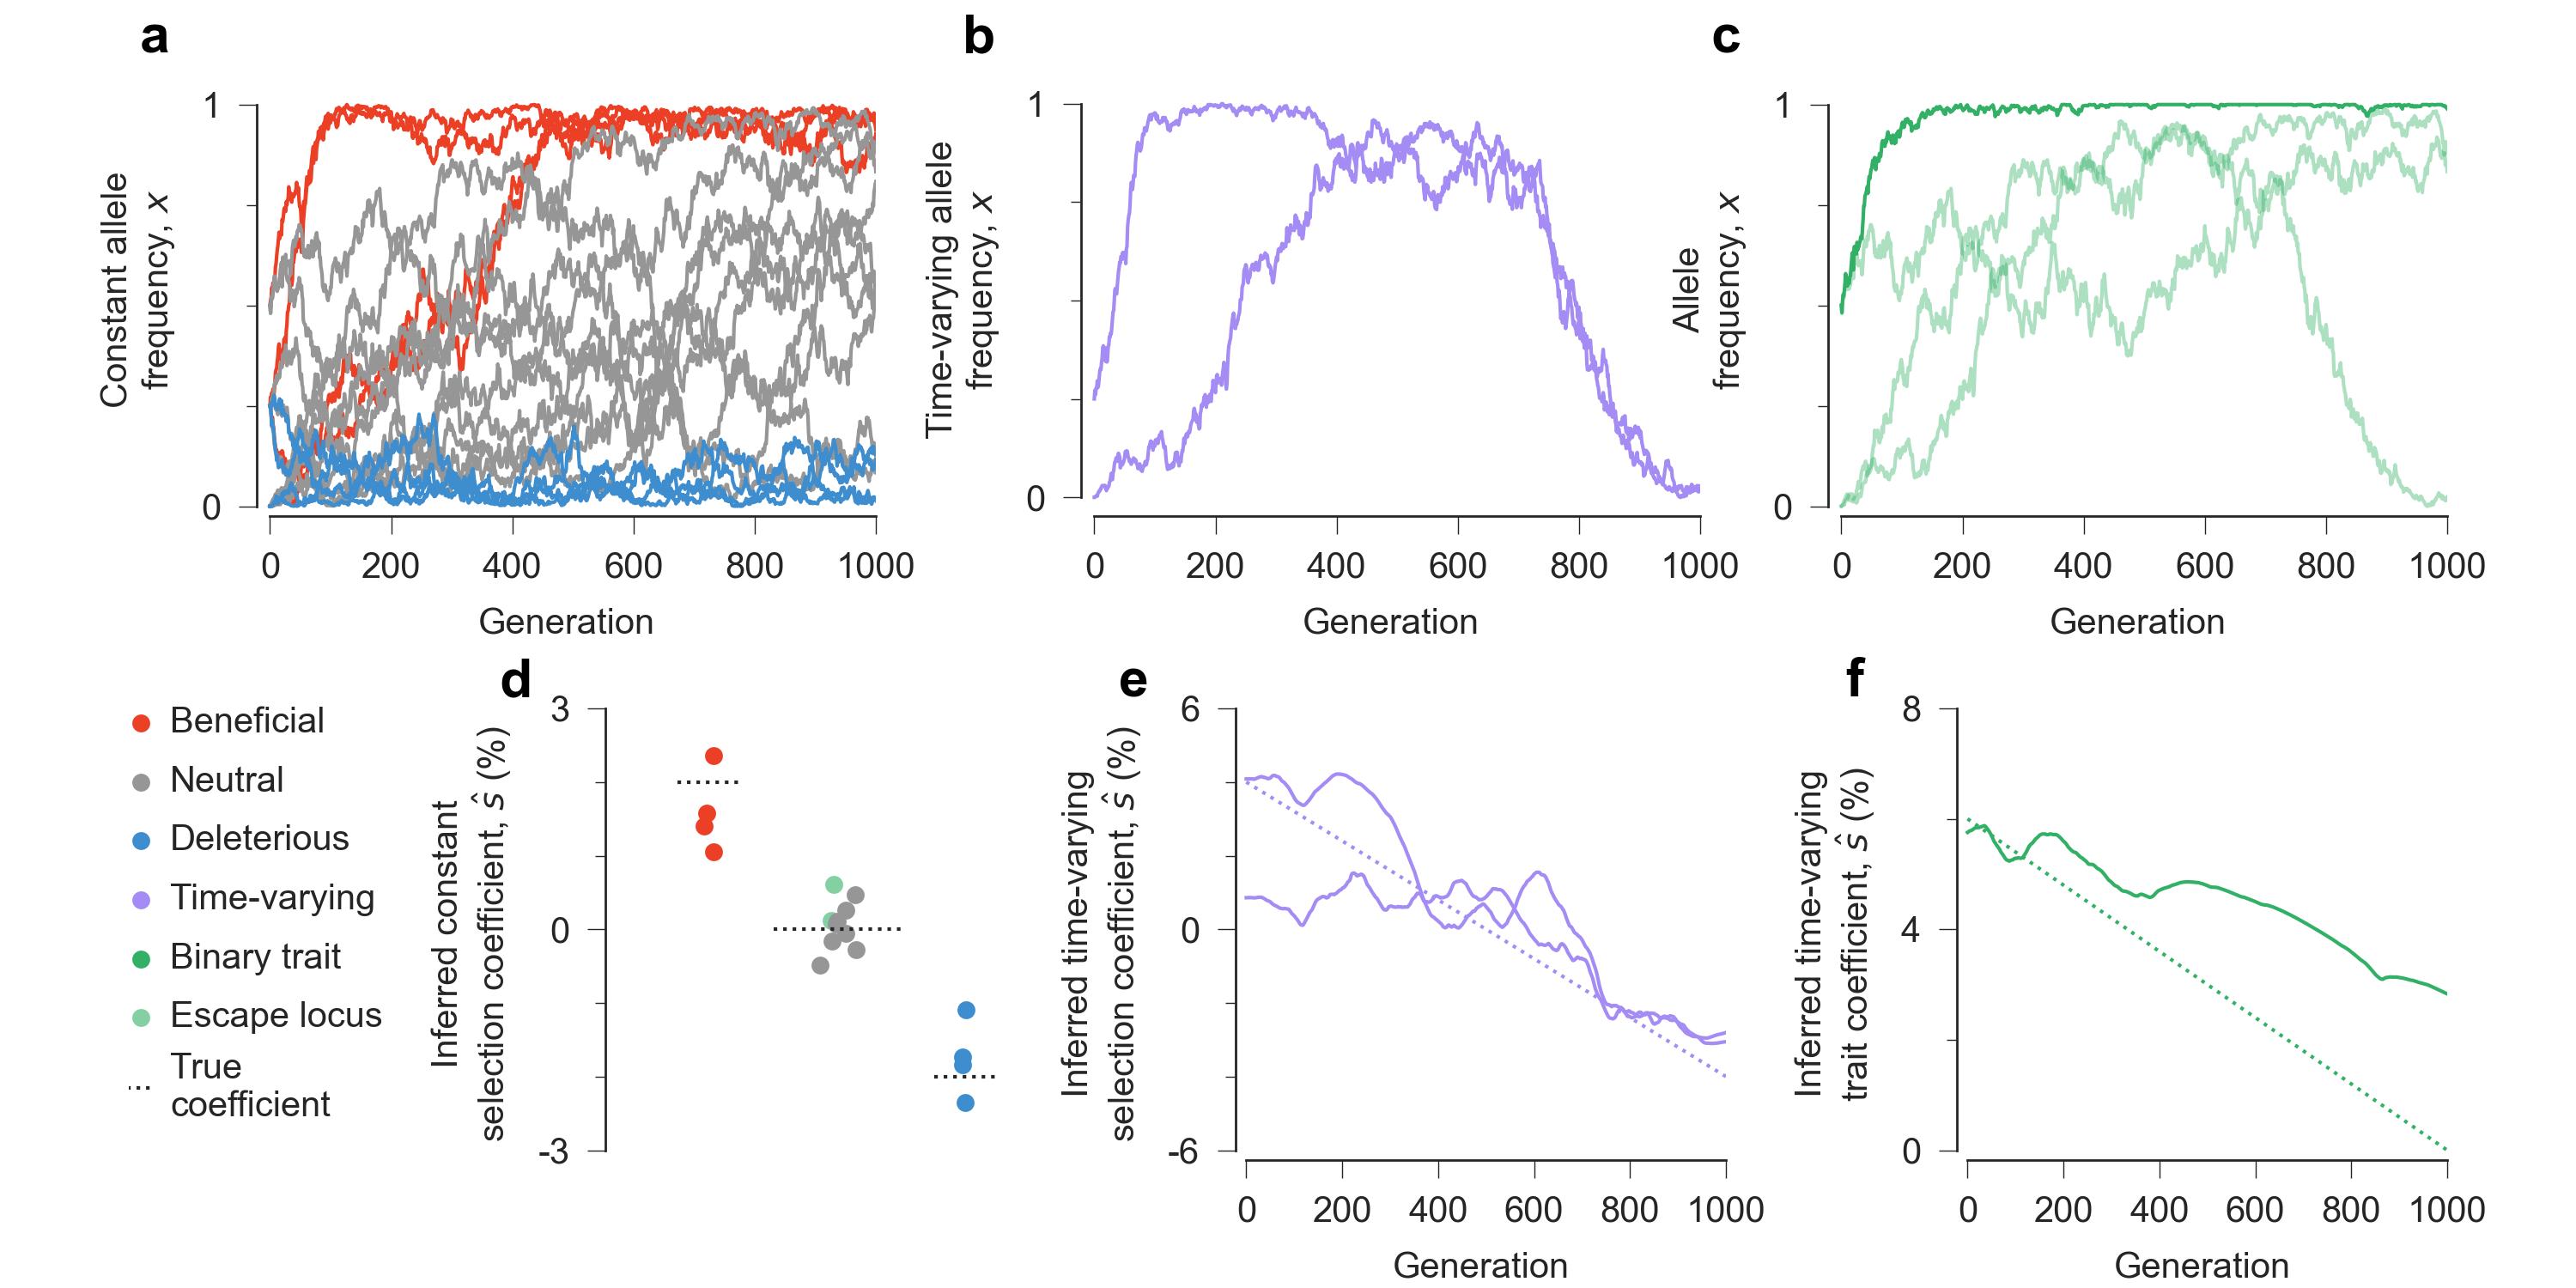 a
Constant allele
frequency, x
1
0
0 200 400 600 800 1000
Generation
b
Time-varying allele
frequency, x
1
0
0 200 400 600 800 1000
Generation
c
Allele
frequency, x
1
0
0 200 400 600 800 1000
Generation
Beneficial
Neutral
Deleterious
Time-varying
Binary trait
Escape locus
True
coefficient
d
Inferred constant
selection coefficient, ŝ (%)
3
0
-3
e
Inferred time-varying
selection coefficient, ŝ (%)
6
0
-6
0 200 400 600 800 1000
Generation
f
Inferred time-varying
trait coefficient, ŝ (%)
8
4
0
0 200 400 600 800 1000
Generation